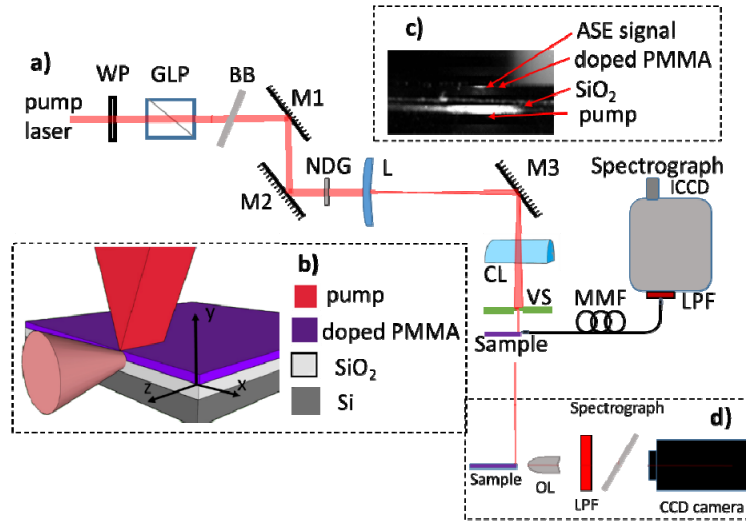 a)
WP
GLP
BB
M1
pump
laser
M2
NDG
L
M3
c)
ASE signal
doped PMMA
SiO2
pump
Spectrograph
ICCD
LPF
CL
VS
MMF
Sample
b)
pump
doped PMMA
SiO2
Si
y
z
x
d)
Spectrograph
Sample
OL
LPF
CCD camera